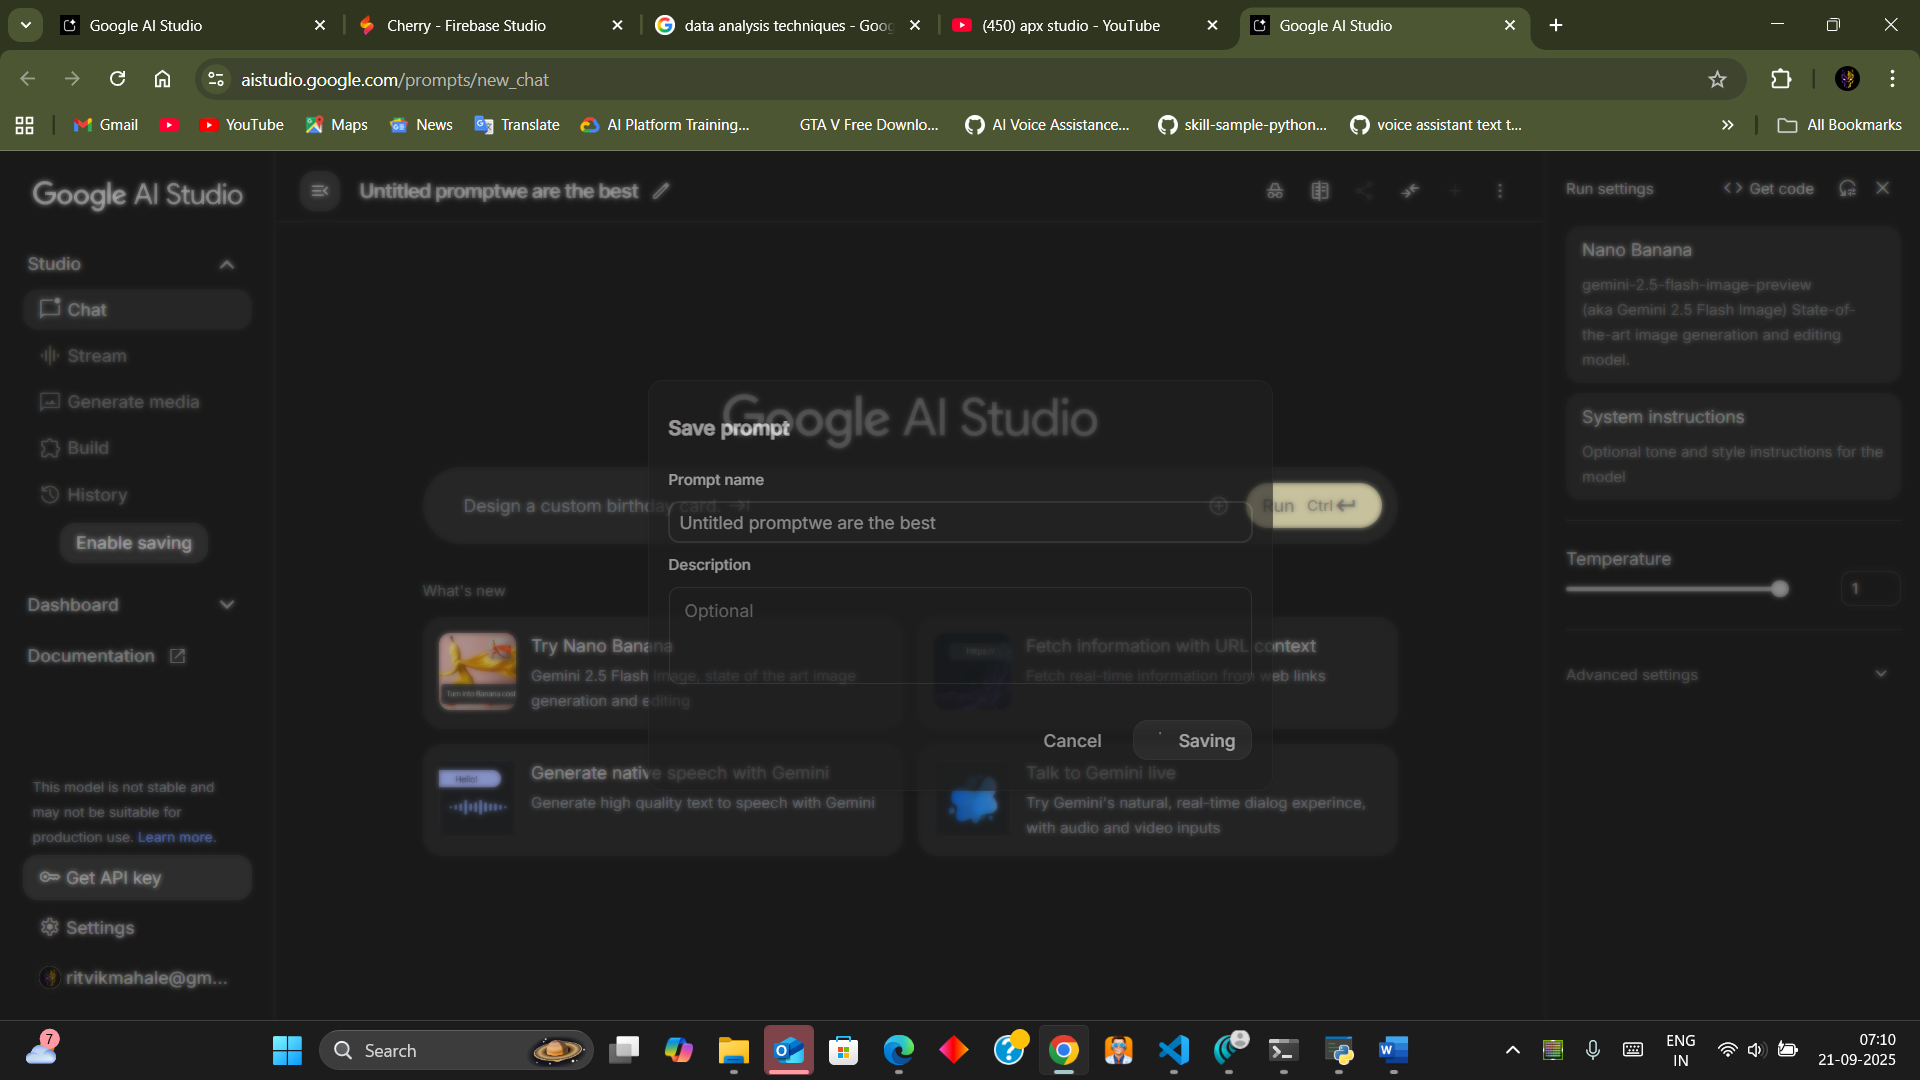 Google AI Studio
Cherry - Firebase Studio
data analysis techniques - Goog
(450) apx studio - YouTube
Google AI Studio
aistudio.google.com/prompts/new_chat
Gmail
YouTube
Maps
News
Translate
AI Platform Training...
GTA V Free Downlo...
AI Voice Assistance...
skill-sample-python...
voice assistant text t...
All Bookmarks
Google AI Studio
Untitled promptwe are the best
Run settings
Get code
Studio
Chat
Stream
Generate media
Build
History
Enable saving
Dashboard
Documentation
This model is not stable and
may not be suitable for
production use. Learn more.
Get API key
Settings
ritvikmahale@gm...
Google AI Studio
Design a custom birthday card.
Run Ctrl
What's new
Try Nano Banana
Gemini 2.5 Flash Image, state of the art image
generation and editing
Fetch information with URL context
Fetch real-time information from web links
Generate native speech with Gemini
Generate high quality text to speech with Gemini
Hello!
Talk to Gemini live
Try Gemini's natural, real-time dialog experince,
with audio and video inputs
Save prompt
Prompt name
Untitled promptwe are the best
Description
Optional
Cancel
Saving
Nano Banana
gemini-2.5-flash-image-preview
(aka Gemini 2.5 Flash Image) State-of-
the-art image generation and editing
model.
System instructions
Optional tone and style instructions for the
model
Temperature
1
Advanced settings
7
Search
ENG
IN
07:10
21-09-2025